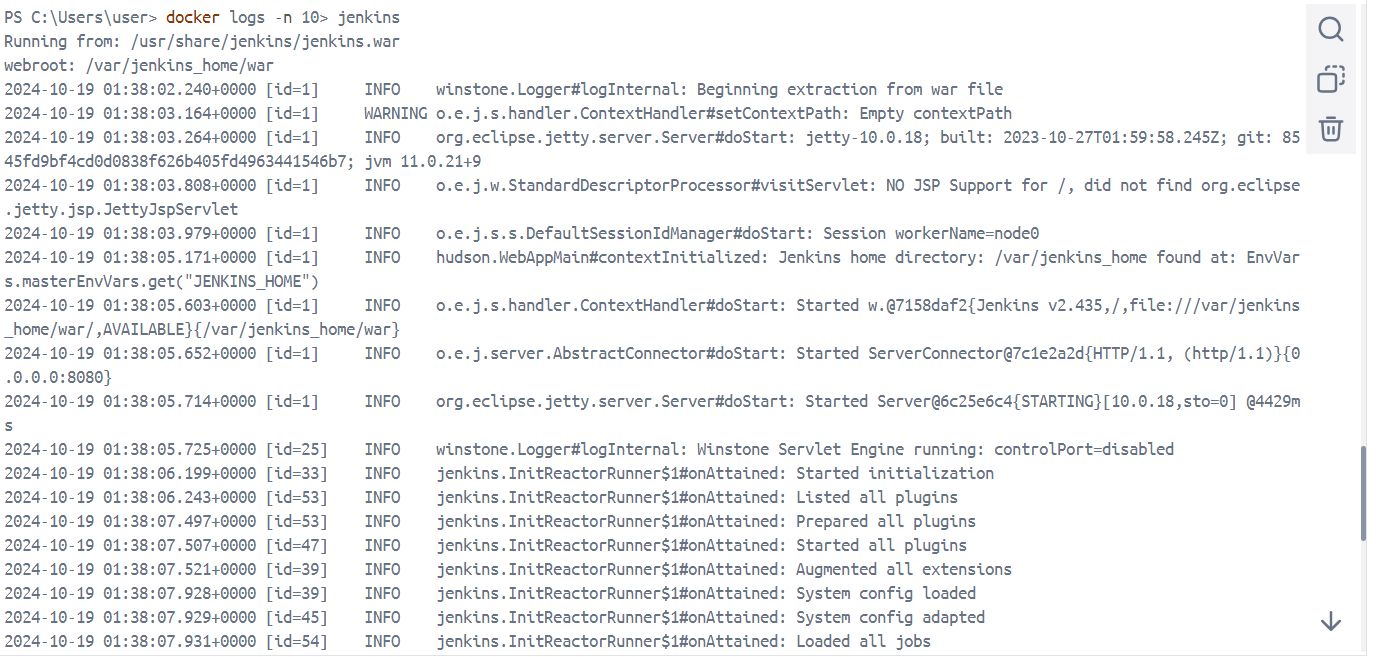 PS C:\Users\user> docker logs -n 10> jenkins
Running from: /usr/share/jenkins/jenkins.war
webroot: /var/jenkins_home/war
2024-10-19 01:38:02.240+0000 [id=1]     INFO    winstone.Logger#logInternal: Beginning extraction from war file
2024-10-19 01:38:03.164+0000 [id=1]     WARNING o.e.j.s.handler.ContextHandler#setContextPath: Empty contextPath
2024-10-19 01:38:03.264+0000 [id=1]     INFO    org.eclipse.jetty.server.Server#doStart: jetty-10.0.18; built: 2023-10-27T01:59:58.245Z; git: 85
45fd9bf4cd0d0838f626b405fd4963441546b7; jvm 11.0.21+9
2024-10-19 01:38:03.808+0000 [id=1]     INFO    o.e.j.w.StandardDescriptorProcessor#visitServlet: NO JSP Support for /, did not find org.eclipse
.jetty.jsp.JettyJspServlet
2024-10-19 01:38:03.979+0000 [id=1]     INFO    o.e.j.s.s.DefaultSessionIdManager#doStart: Session workerName=node0
2024-10-19 01:38:05.171+0000 [id=1]     INFO    hudson.WebAppMain#contextInitialized: Jenkins home directory: /var/jenkins_home found at: EnvVar
s.masterEnvVars.get("JENKINS_HOME")
2024-10-19 01:38:05.603+0000 [id=1]     INFO    o.e.j.s.handler.ContextHandler#doStart: Started w.@7158daf2{Jenkins v2.435,/,file:///var/jenkins
_home/war/,AVAILABLE}{/var/jenkins_home/war}
2024-10-19 01:38:05.652+0000 [id=1]     INFO    o.e.j.server.AbstractConnector#doStart: Started ServerConnector@7c1e2a2d{HTTP/1.1, (http/1.1)}{0
.0.0.0:8080}
2024-10-19 01:38:05.714+0000 [id=1]     INFO    org.eclipse.jetty.server.Server#doStart: Started Server@6c25e6c4{STARTING}[10.0.18,sto=0] @4429m
s
2024-10-19 01:38:05.725+0000 [id=25]    INFO    winstone.Logger#logInternal: Winstone Servlet Engine running: controlPort=disabled
2024-10-19 01:38:06.199+0000 [id=33]    INFO    jenkins.InitReactorRunner$1#onAttained: Started initialization
2024-10-19 01:38:06.243+0000 [id=53]    INFO    jenkins.InitReactorRunner$1#onAttained: Listed all plugins
2024-10-19 01:38:07.497+0000 [id=53]    INFO    jenkins.InitReactorRunner$1#onAttained: Prepared all plugins
2024-10-19 01:38:07.507+0000 [id=47]    INFO    jenkins.InitReactorRunner$1#onAttained: Started all plugins
2024-10-19 01:38:07.521+0000 [id=39]    INFO    jenkins.InitReactorRunner$1#onAttained: Augmented all extensions
2024-10-19 01:38:07.928+0000 [id=39]    INFO    jenkins.InitReactorRunner$1#onAttained: System config loaded
2024-10-19 01:38:07.929+0000 [id=45]    INFO    jenkins.InitReactorRunner$1#onAttained: System config adapted
2024-10-19 01:38:07.931+0000 [id=54]    INFO    jenkins.InitReactorRunner$1#onAttained: Loaded all jobs